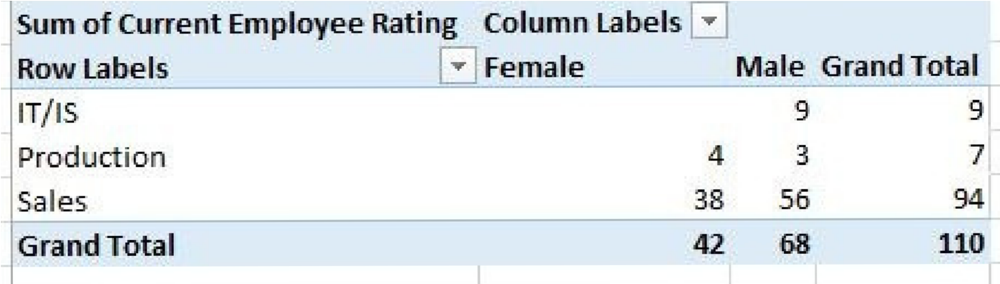 Sum of Current Employee Rating Column Labels
Row Labels Female Male Grand Total
IT/IS 9 9
Production 4 3 7
Sales 38 56 94
Grand Total 42 68 110